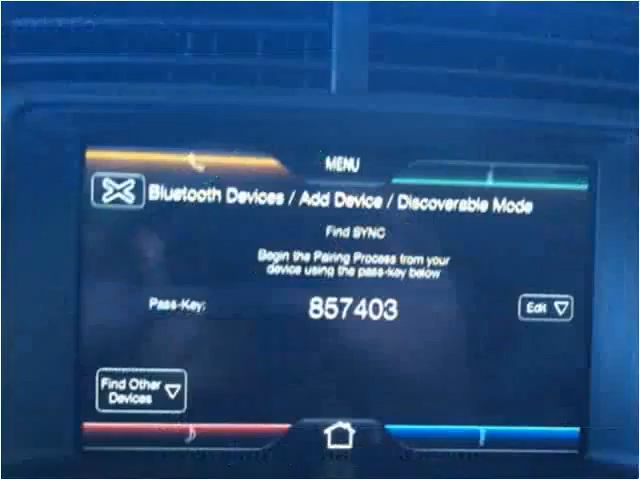 MENU
Bluetooth Devices / Add Device / Discoverable Mode
Find SYNC
Begin the Pairing Process from your
device using the pass-key below
Pass-Key: 857403 Edit
Find Other
Devices